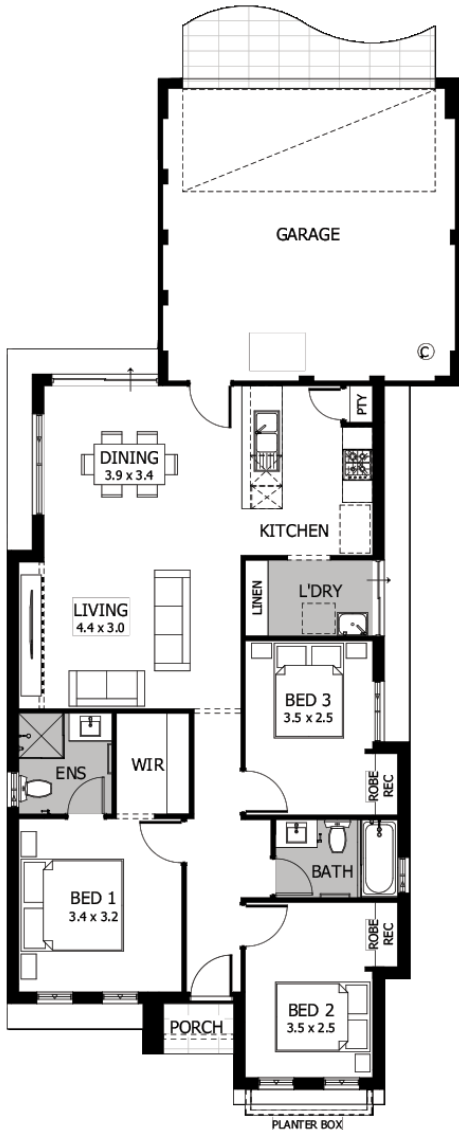 GARAGE
C
PTY
DINING
3.9 x 3.4
KITCHEN
LINEN
L'DRY
LIVING
4.4 x 3.0
BED 3
3.5 x 2.5
ENS
WIR
ROBE
REC
BATH
BED 1
3.4 x 3.2
ROBE
REC
BED 2
3.5 x 2.5
PORCH
PLANTER BOX